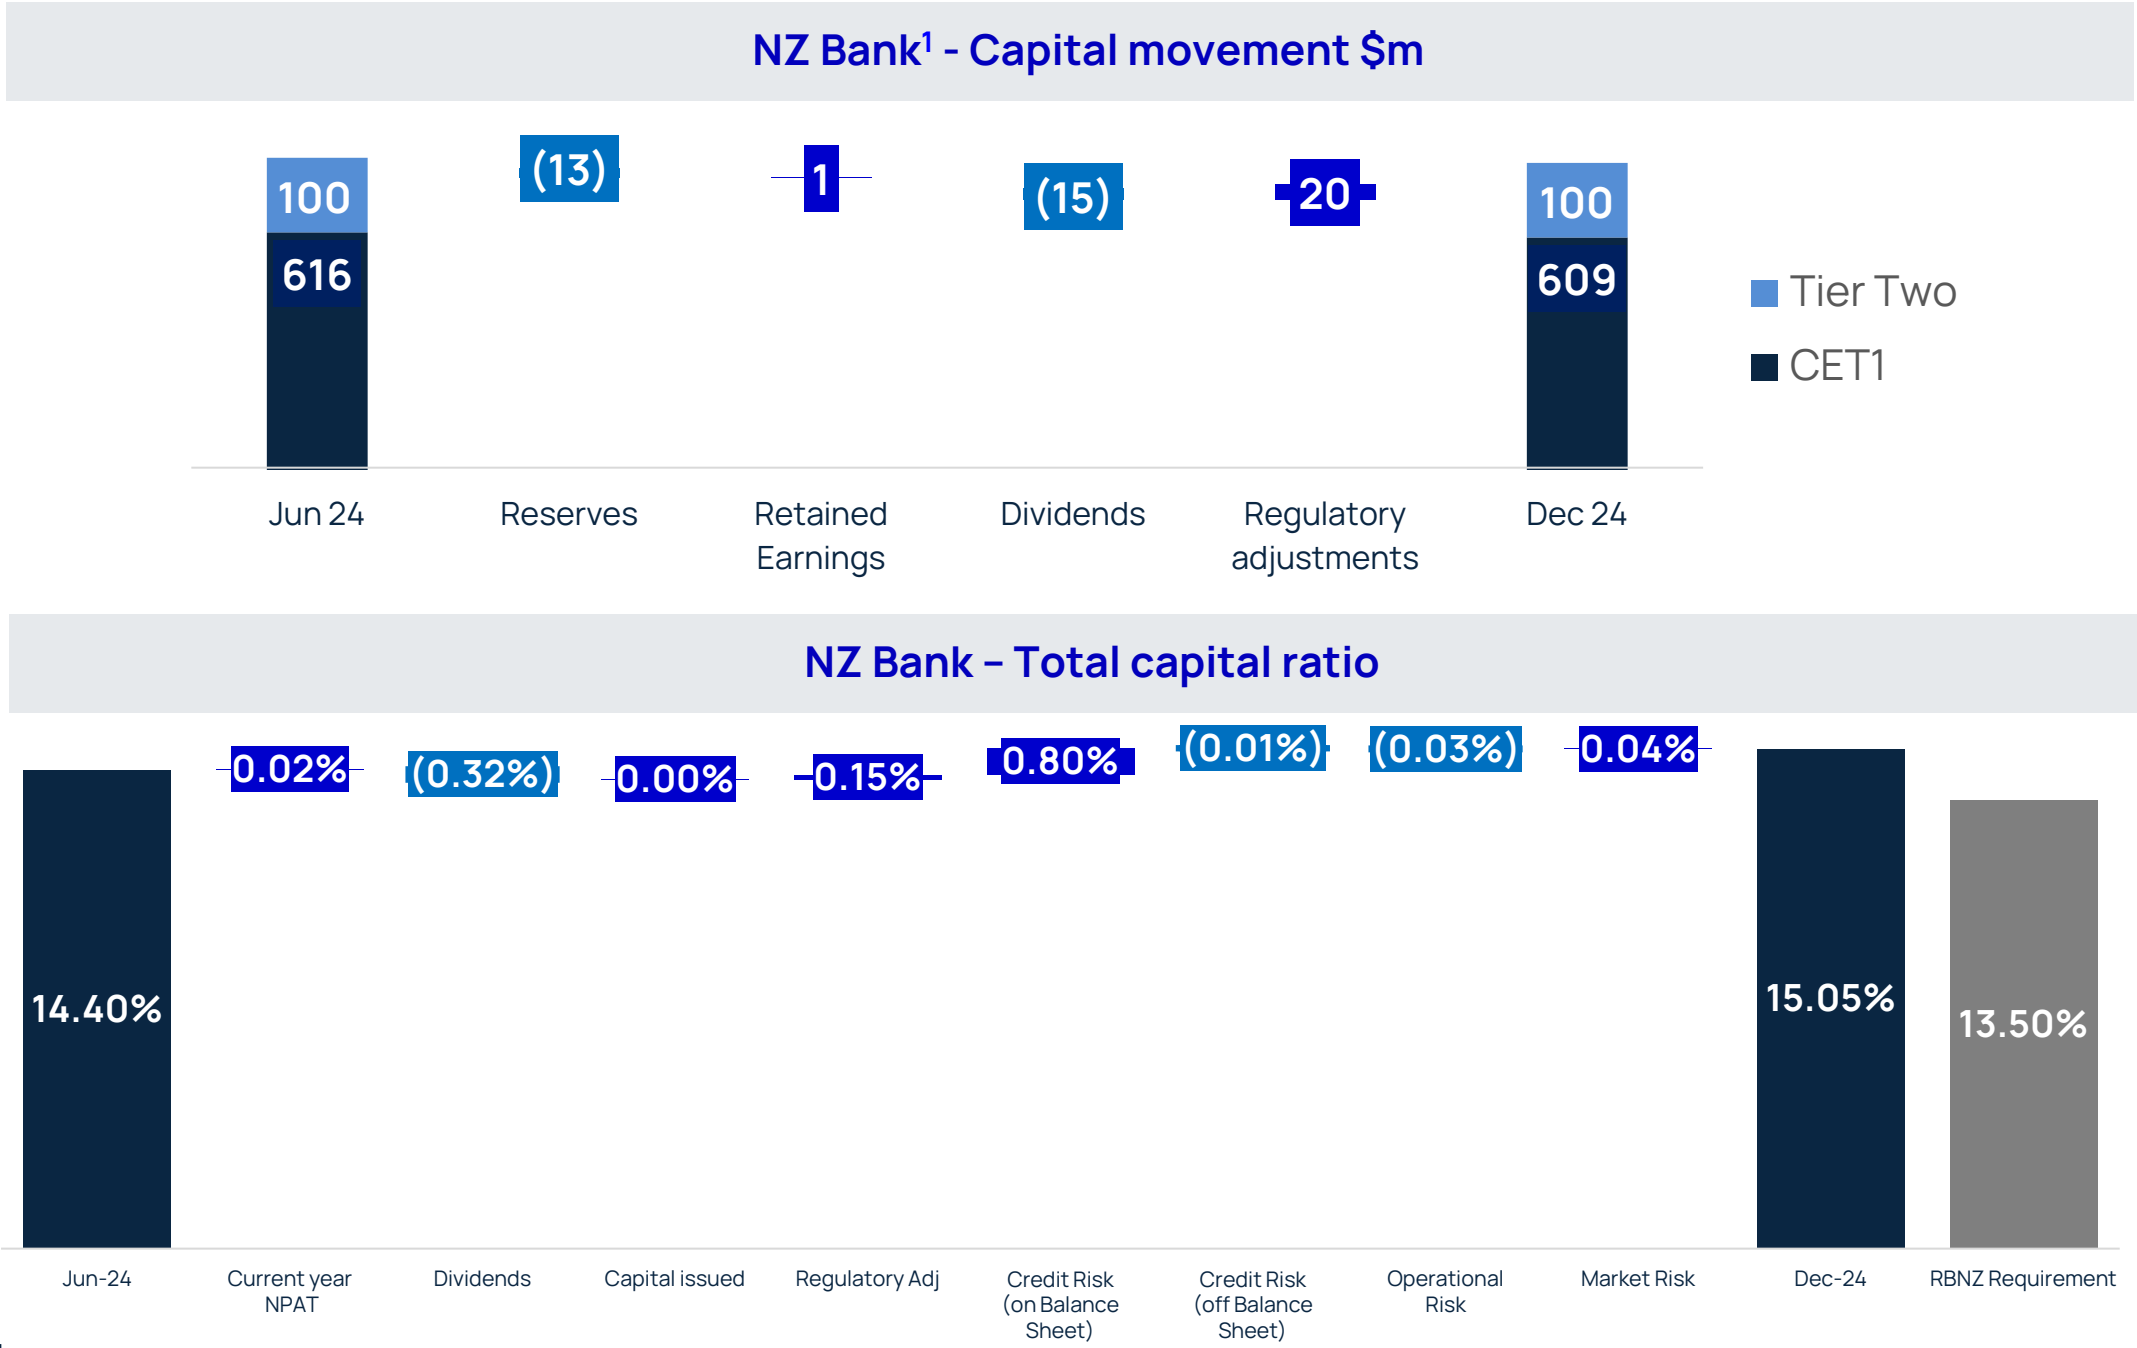 NZ Bank¹ - Capital movement $m
100
616
(13)
1
(15)
20
100
609
Tier Two
CET1
Jun 24
Reserves
Retained
Earnings
Dividends
Regulatory
adjustments
Dec 24
NZ Bank – Total capital ratio
14.40%
0.02%
(0.32%)
0.00%
0.15%
0.80%
(0.01%)
(0.03%)
0.04%
15.05%
13.50%
Jun-24
Current year
NPAT
Dividends
Capital issued
Regulatory Adj
Credit Risk
(on Balance
Sheet)
Credit Risk
(off Balance
Sheet)
Operational
Risk
Market Risk
Dec-24
RBNZ Requirement